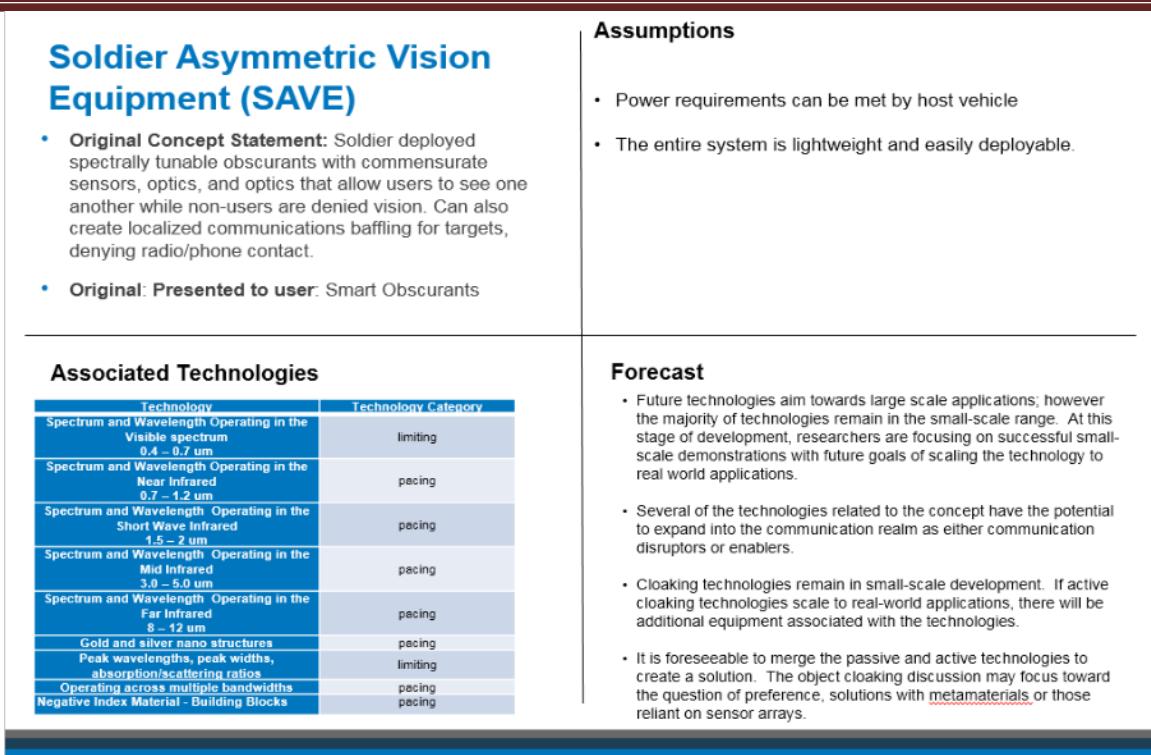 Soldier Asymmetric Vision
Equipment (SAVE)
• Original Concept Statement: Soldier deployed
spectrally tunable obscurants with commensurate
sensors, optics, and optics that allow users to see one
another while non-users are denied vision. Can also
create localized communications baffling for targets,
denying radio/phone contact.
• Original: Presented to user: Smart Obscurants
Assumptions
• Power requirements can be met by host vehicle
• The entire system is lightweight and easily deployable.
Associated Technologies
Technology Technology Category
Spectrum and Wavelength Operating in the
Visible spectrum
0.4 – 0.7 um
limiting
Spectrum and Wavelength Operating in the
Near Infrared
0.7 – 1.2 um
pacing
Spectrum and Wavelength Operating in the
Short Wave Infrared
1.5 – 2 um
pacing
Spectrum and Wavelength Operating in the
Mid Infrared
3.0 – 5.0 um
pacing
Spectrum and Wavelength Operating in the
Far Infrared
8 – 12 um
pacing
Gold and silver nano structures pacing
Peak wavelengths, peak widths,
absorption/scattering ratios
limiting
Operating across multiple bandwidths pacing
Negative Index Material - Building Blocks pacing
Forecast
• Future technologies aim towards large scale applications; however
the majority of technologies remain in the small-scale range. At this
stage of development, researchers are focusing on successful small-
scale demonstrations with future goals of scaling the technology to
real world applications.
• Several of the technologies related to the concept have the potential
to expand into the communication realm as either communication
disruptors or enablers.
• Cloaking technologies remain in small-scale development. If active
cloaking technologies scale to real-world applications, there will be
additional equipment associated with the technologies.
• It is foreseeable to merge the passive and active technologies to
create a solution. The object cloaking discussion may focus toward
the question of preference, solutions with metamaterials or those
reliant on sensor arrays.